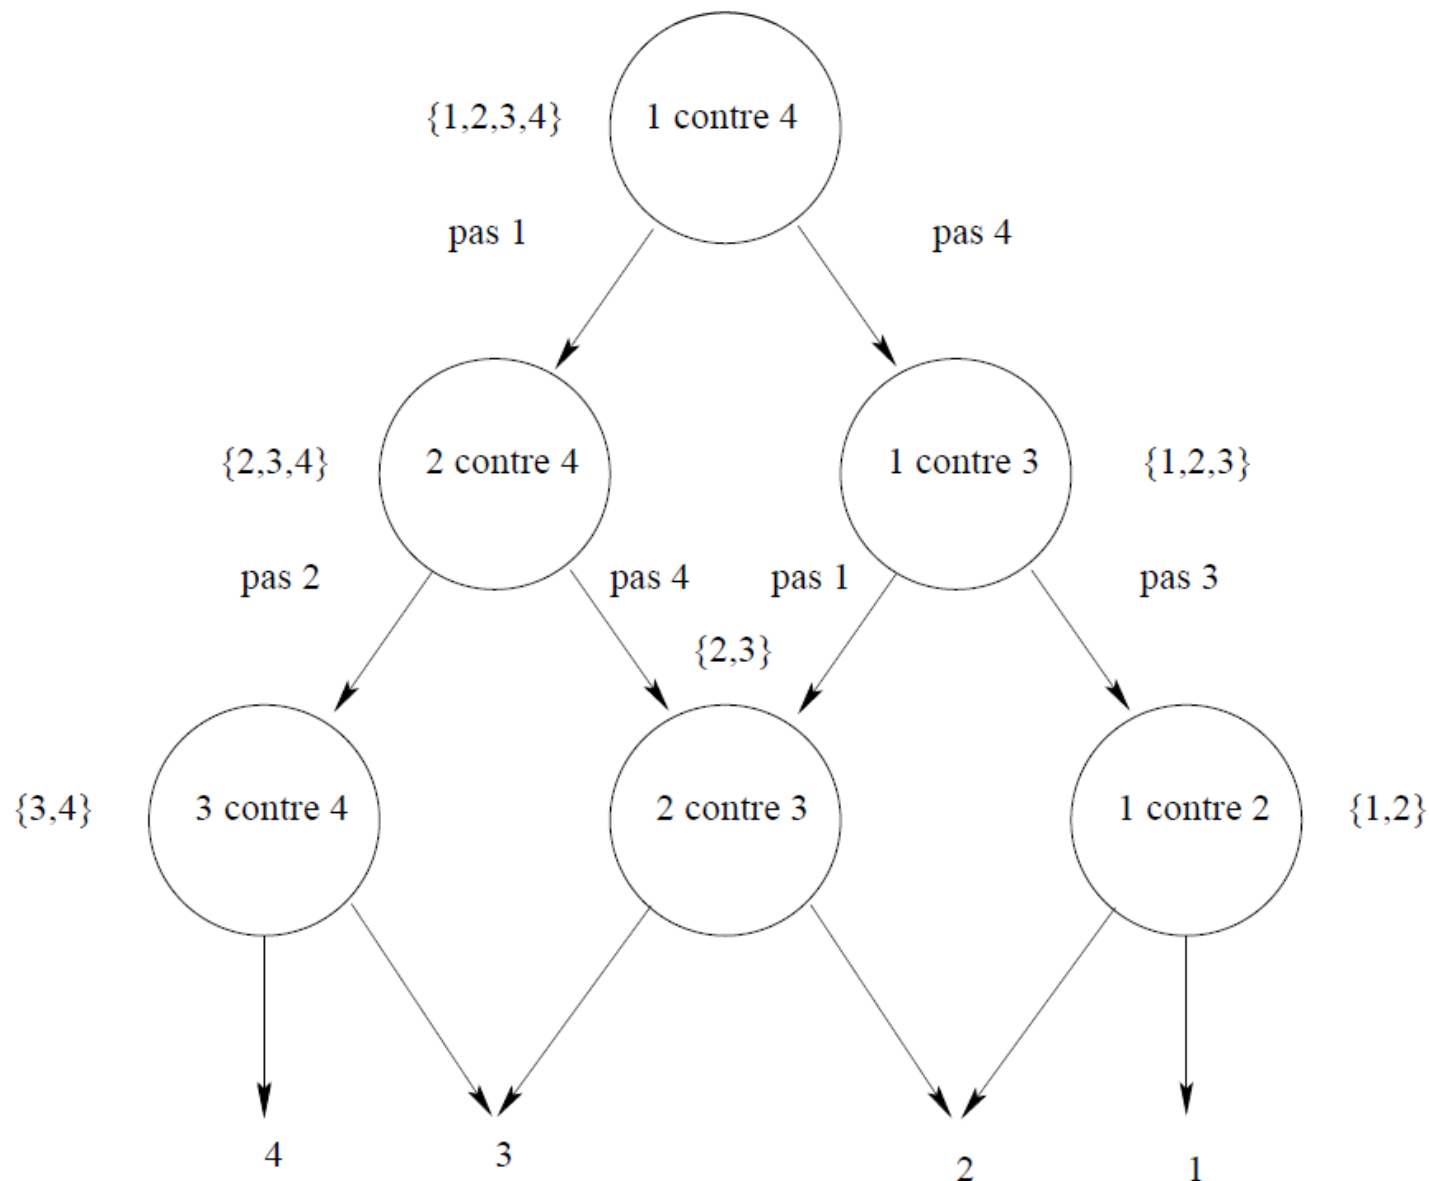 {1,2,3,4}
1 contre 4
pas 1
pas 4
{2,3,4}
2 contre 4
1 contre 3
{1,2,3}
pas 2
pas 4
pas 1
pas 3
{2,3}
{3,4}
3 contre 4
2 contre 3
1 contre 2
{1,2}
4
3
2
1